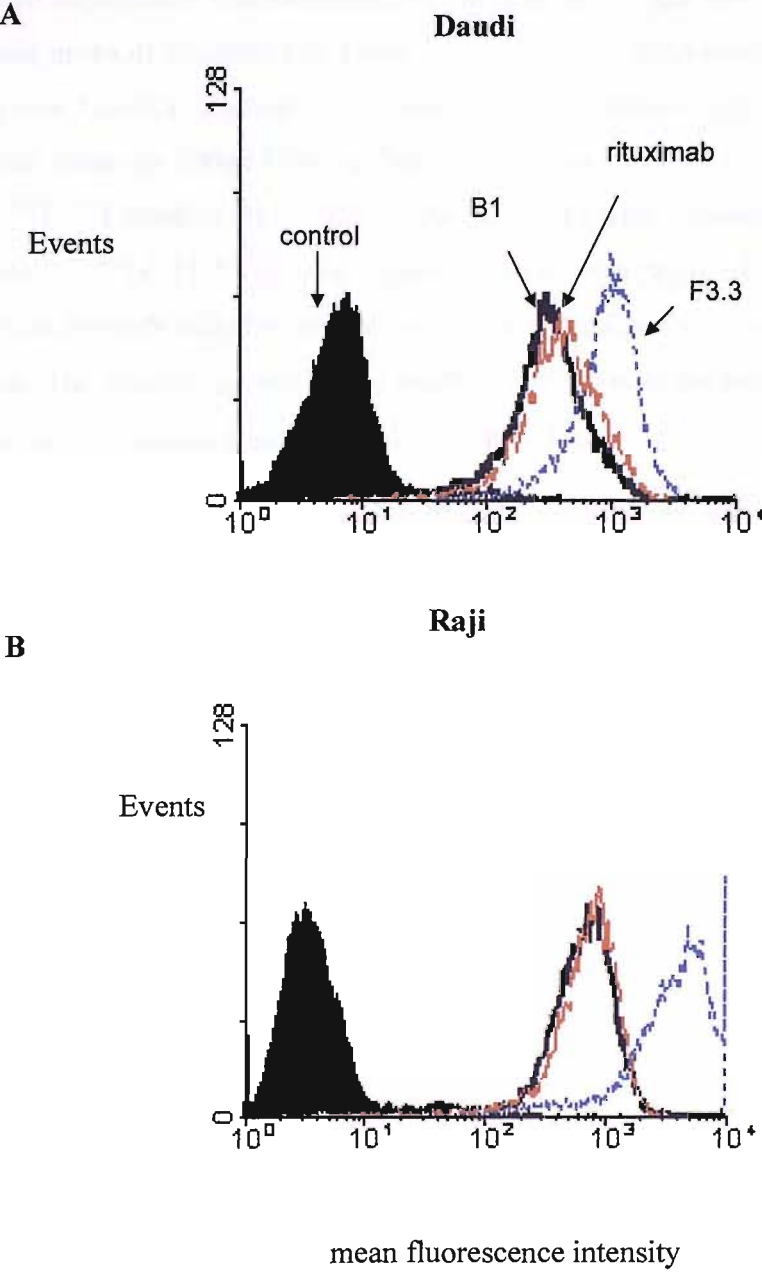 A
Daudi
128
rituximab
B1
Events
control
F3.3
0
10⁰ 10¹ 10² 10³
Raji
B
128
Events
0
10⁰ 10¹ 10² 10³ 10⁴
mean fluorescence intensity